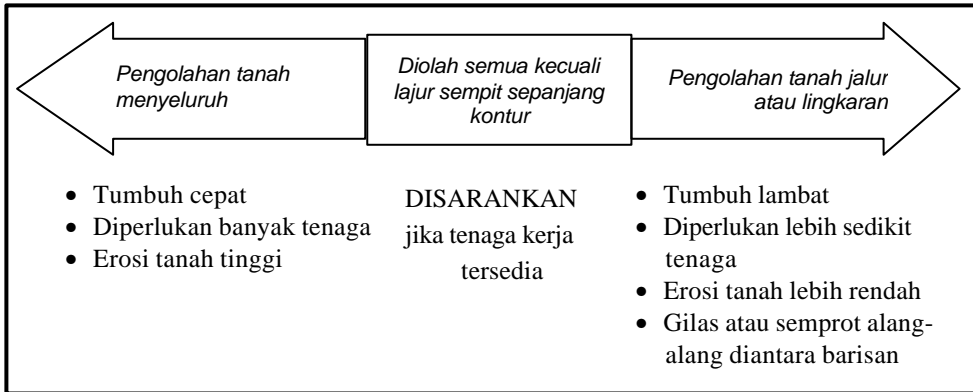 Pengolahan tanah
menyeluruh
Diolah semua kecuali
lajur sempit sepanjang
kontur
Pengolahan tanah jalur
atau lingkaran
• Tumbuh cepat
• Diperlukan banyak tenaga
• Erosi tanah tinggi
DISARANKAN
jika tenaga kerja
tersedia
• Tumbuh lambat
• Diperlukan lebih sedikit
tenaga
• Erosi tanah lebih rendah
• Gilas atau semprot alang-
alang diantara barisan